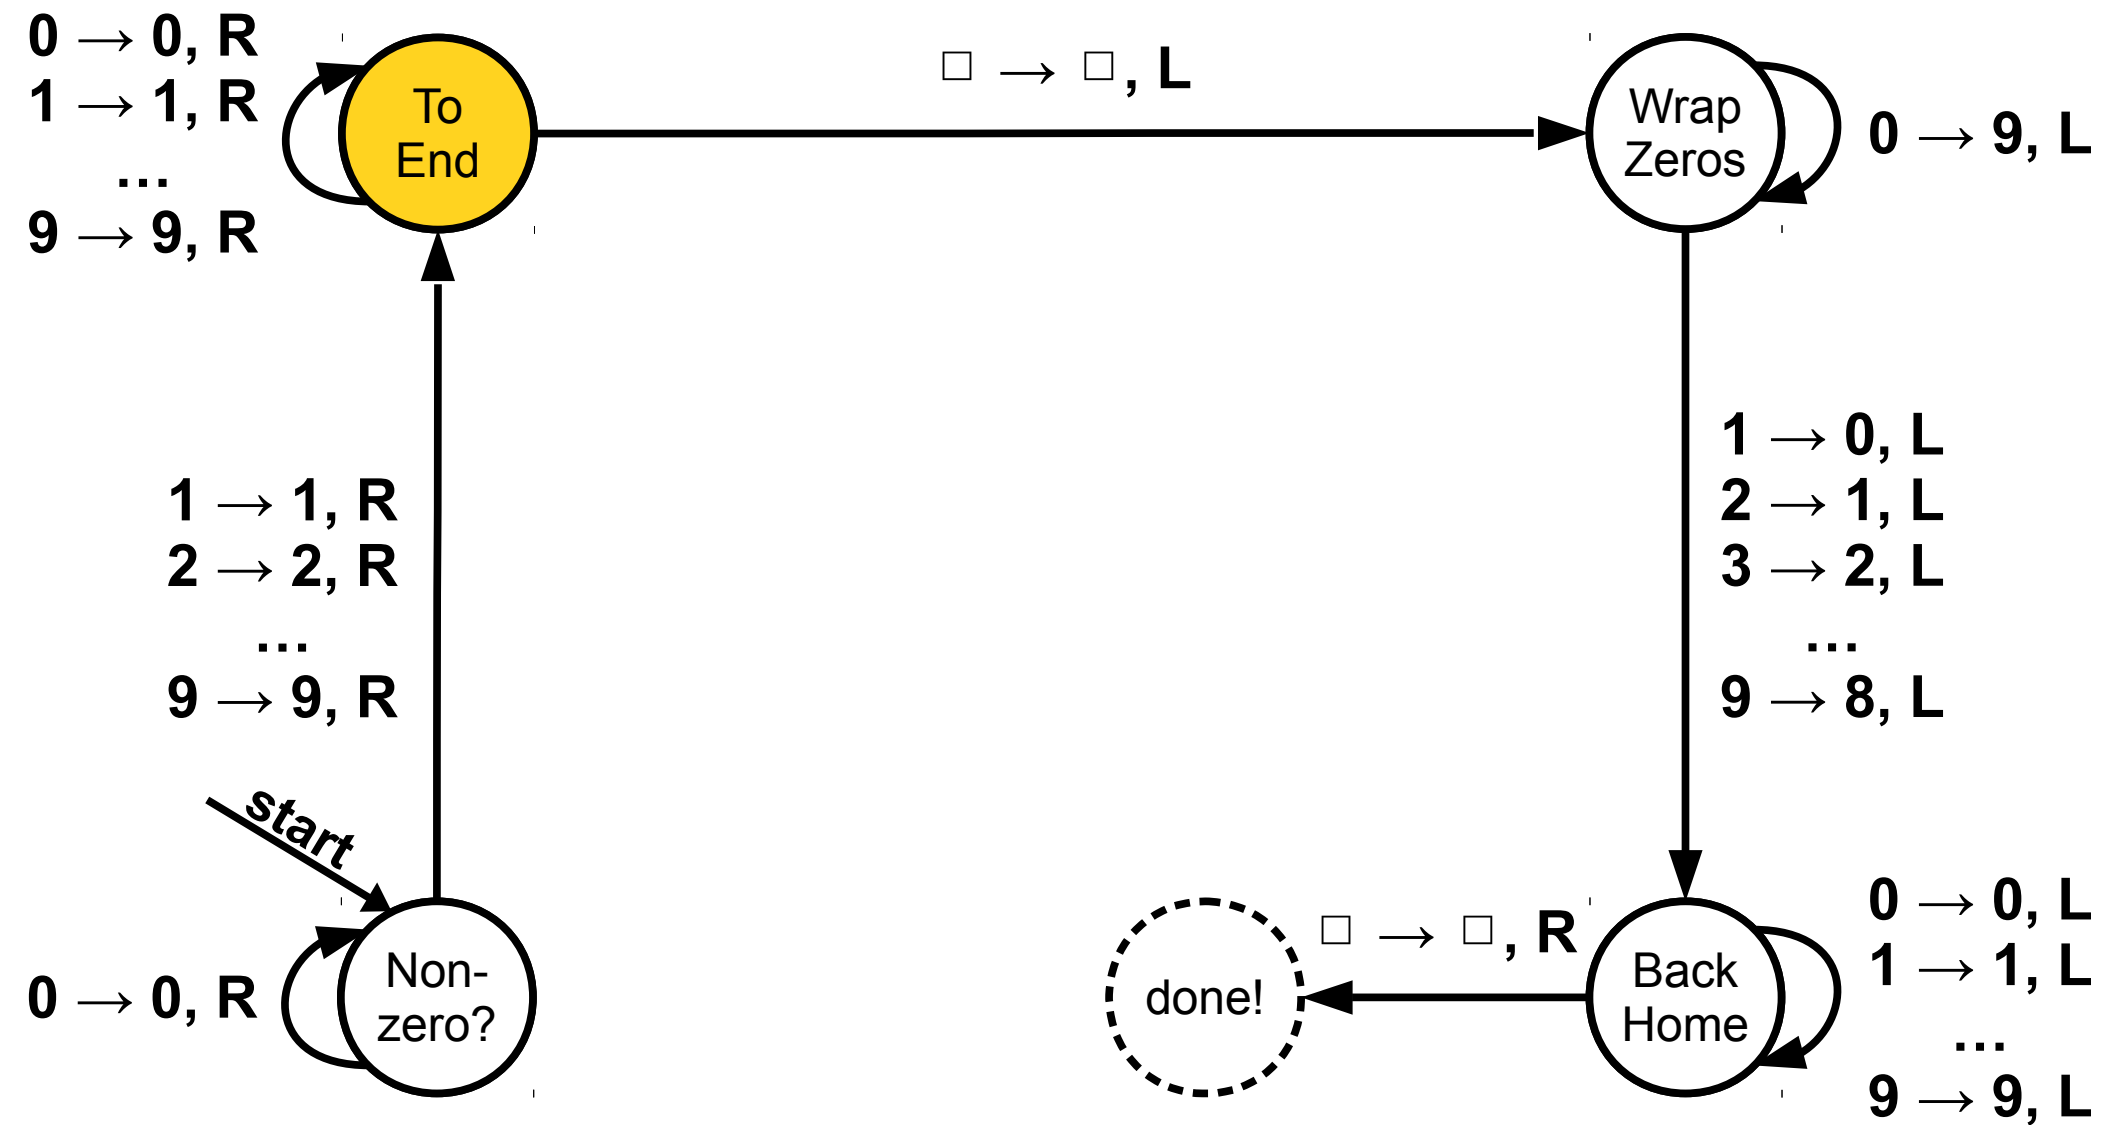 0 → 0, R
1 → 1, R
…
9 → 9, R
To
End
□ → □, L
Wrap
Zeros
0 → 9, L
1 → 1, R
2 → 2, R
…
9 → 9, R
1 → 0, L
2 → 1, L
3 → 2, L
…
9 → 8, L
start
0 → 0, R
Non-
zero?
done!
□ → □, R
Back
Home
0 → 0, L
1 → 1, L
…
9 → 9, L